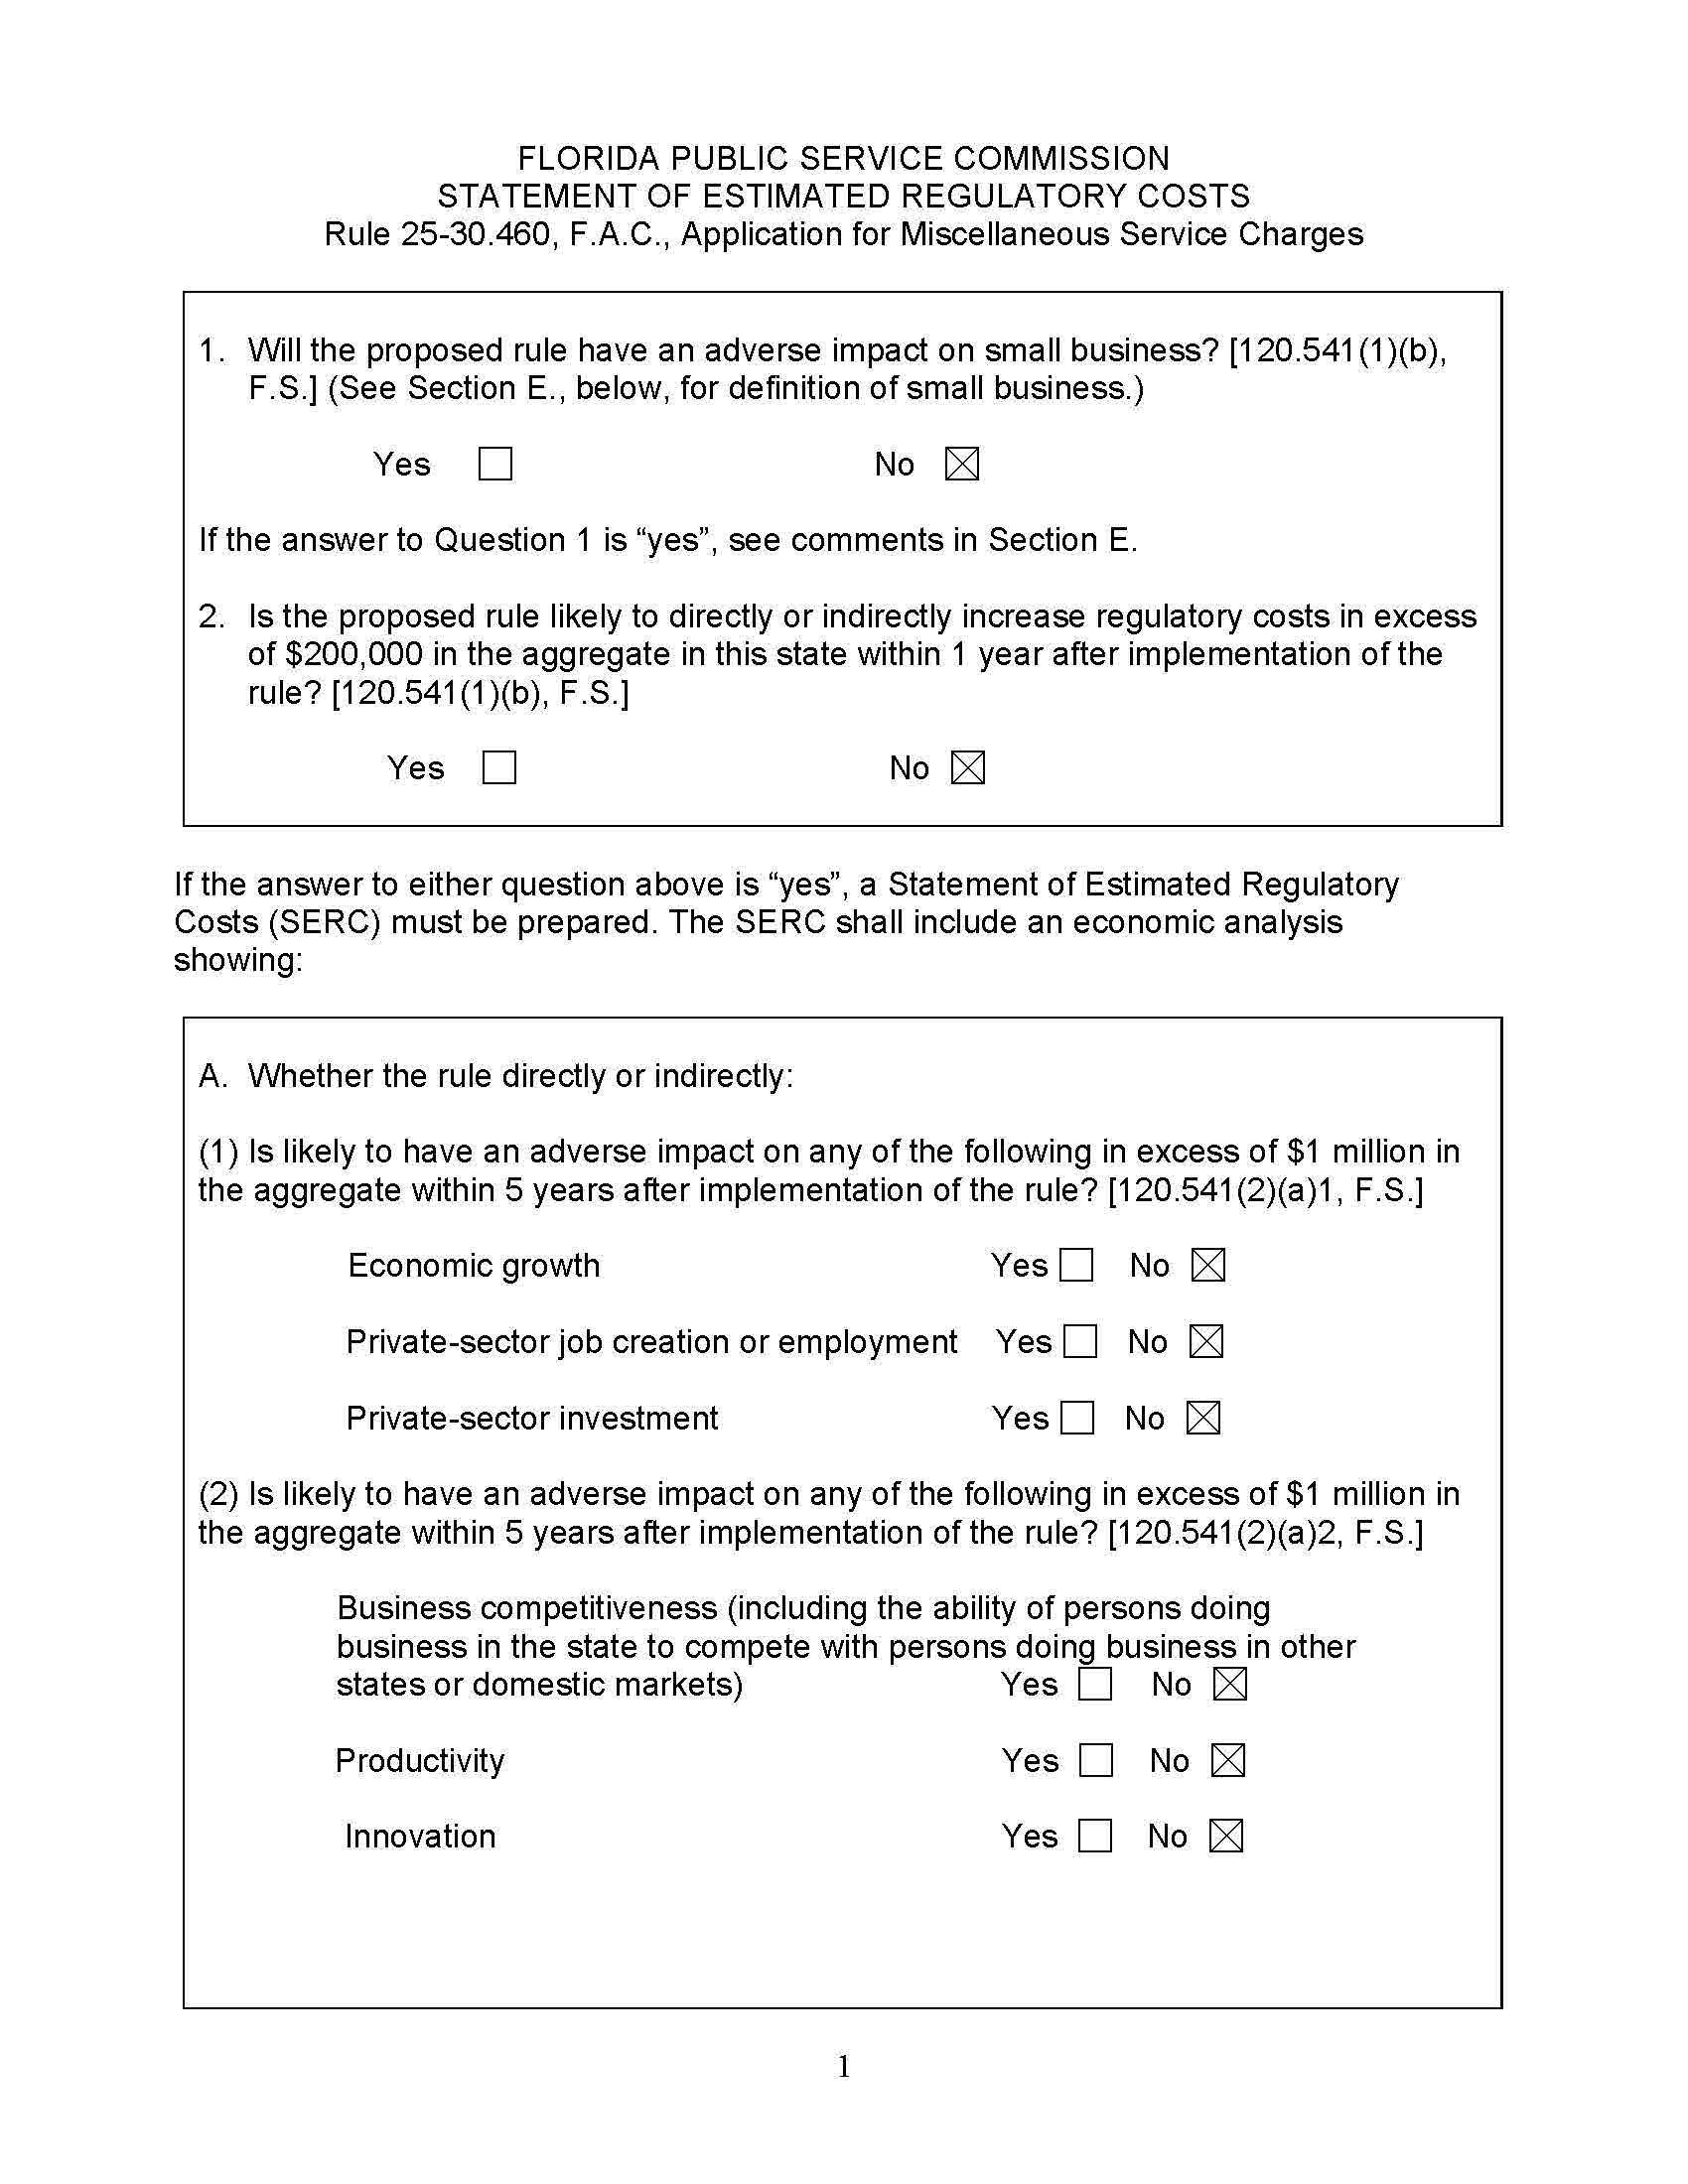 FLORIDA PUBLIC SERVICE COMMISSION
STATEMENT OF ESTIMATED REGULATORY COSTS
Rule 25-30.460, F.A.C., Application for Miscellaneous Service Charges
1. Will the proposed rule have an adverse impact on small business? [120.541(1)(b),
F.S.] (See Section E., below, for definition of small business.)
Yes ☐ No ☒
If the answer to Question 1 is “yes”, see comments in Section E.
2. Is the proposed rule likely to directly or indirectly increase regulatory costs in excess
of $200,000 in the aggregate in this state within 1 year after implementation of the
rule? [120.541(1)(b), F.S.]
Yes ☐ No ☒
If the answer to either question above is “yes”, a Statement of Estimated Regulatory
Costs (SERC) must be prepared. The SERC shall include an economic analysis
showing:
A. Whether the rule directly or indirectly:
(1) Is likely to have an adverse impact on any of the following in excess of $1 million in
the aggregate within 5 years after implementation of the rule? [120.541(2)(a)1, F.S.]
Economic growth Yes ☐ No ☒
Private-sector job creation or employment Yes ☐ No ☒
Private-sector investment Yes ☐ No ☒
(2) Is likely to have an adverse impact on any of the following in excess of $1 million in
the aggregate within 5 years after implementation of the rule? [120.541(2)(a)2, F.S.]
Business competitiveness (including the ability of persons doing
business in the state to compete with persons doing business in other
states or domestic markets) Yes ☐ No ☒
Productivity Yes ☐ No ☒
Innovation Yes ☐ No ☒
1